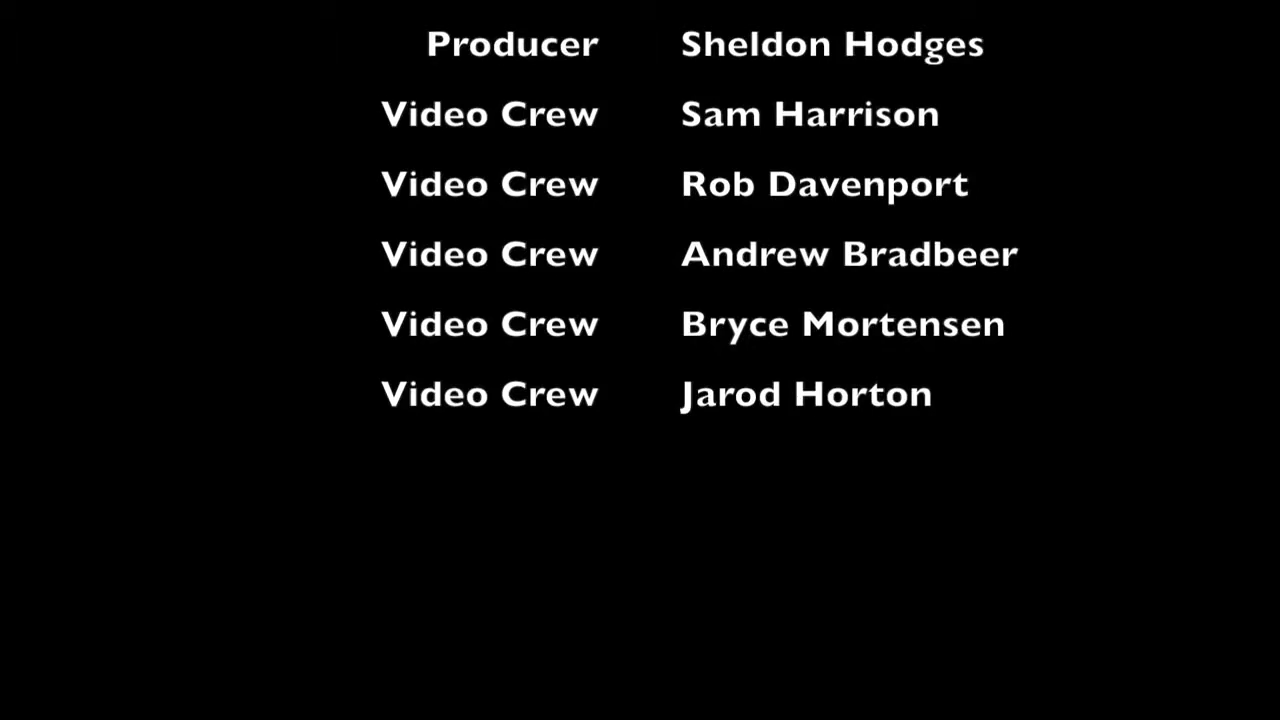 Producer Sheldon Hodges
Video Crew Sam Harrison
Video Crew Rob Davenport
Video Crew Andrew Bradbeer
Video Crew Bryce Mortensen
Video Crew Jarod Horton